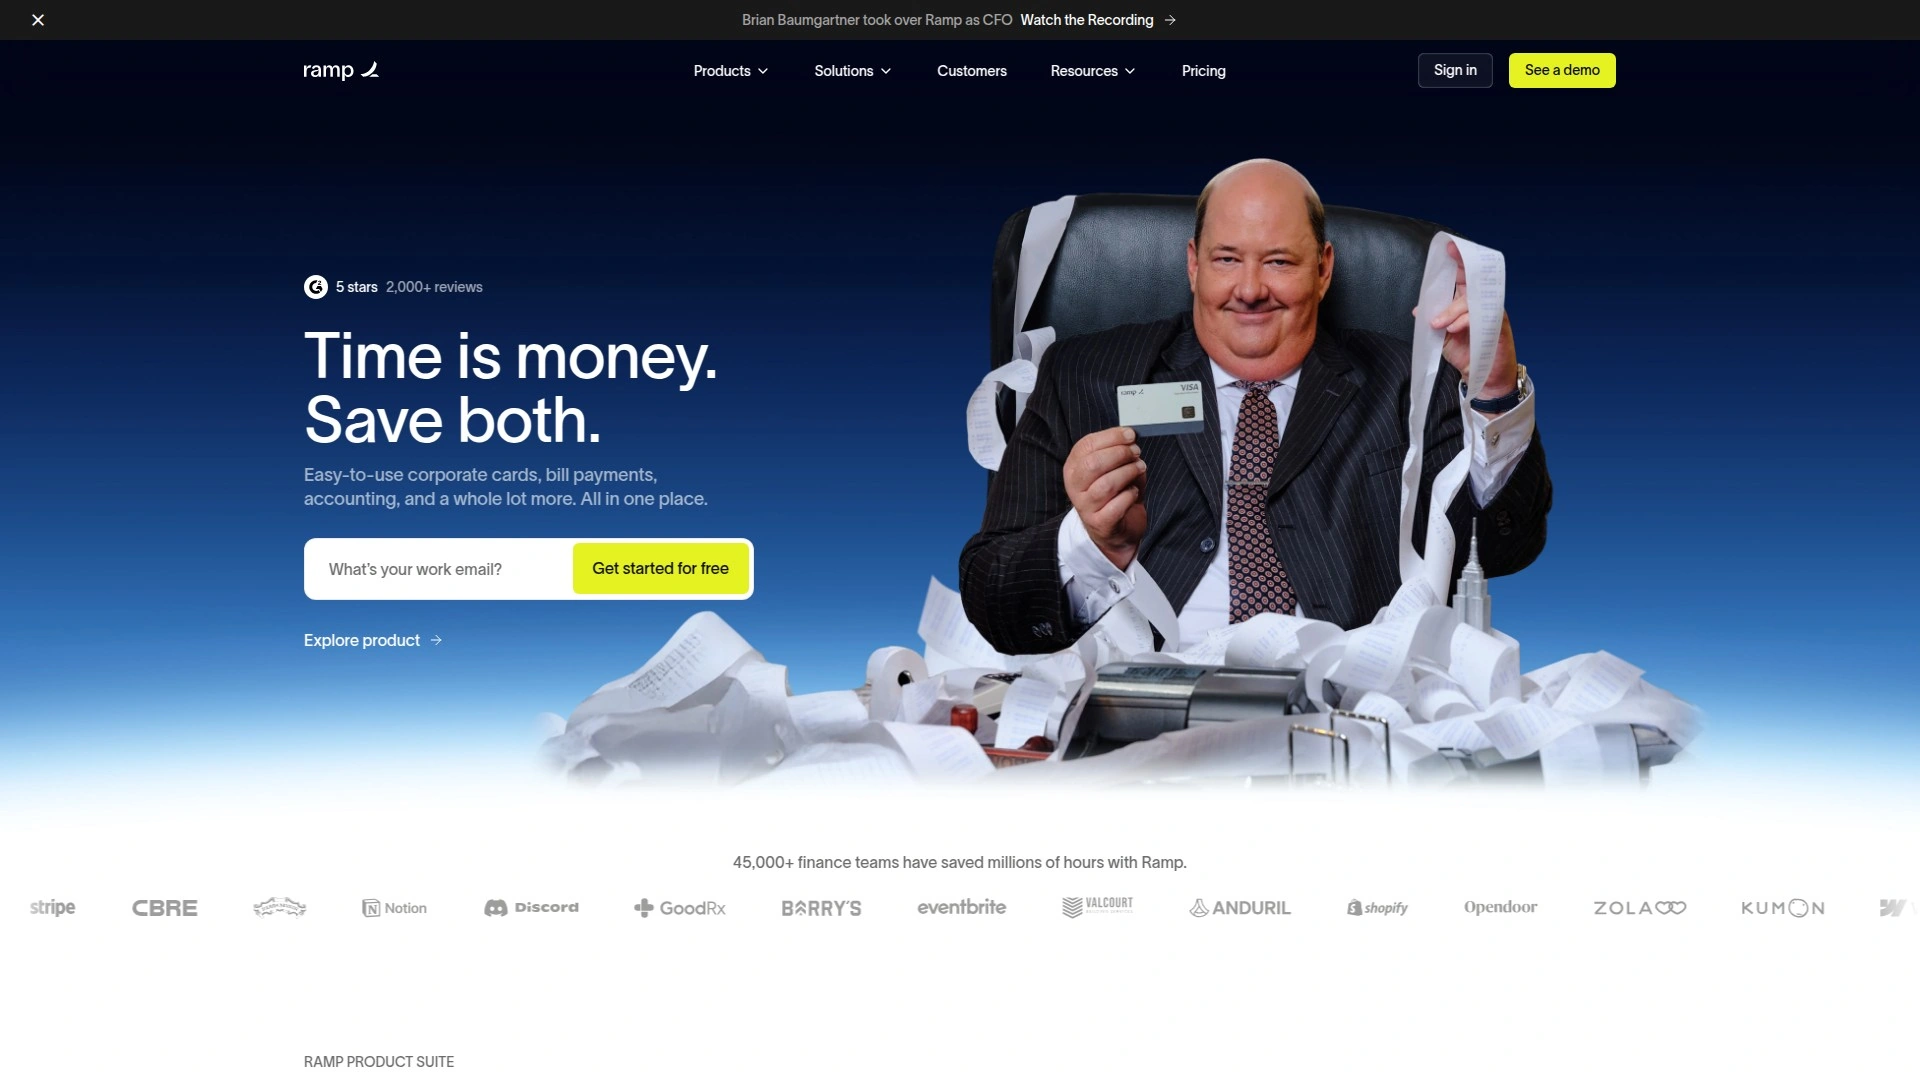 Brian Baumgartner took over Ramp as CFO Watch the Recording
ramp
Products
Solutions
Customers
Resources
Pricing
Sign in
See a demo
5 stars 2,000+ reviews
Time is money.
Save both.
Easy-to-use corporate cards, bill payments,
accounting, and a whole lot more. All in one place.
What's your work email?
Get started for free
Explore product
ramp
VISA
45,000+ finance teams have saved millions of hours with Ramp.
stripe
CBRE
Notion
Discord
GoodRx
BARRY'S
eventbrite
VALCOURT
ANDURIL
shopify
Opendoor
ZOLA
KUMON
RAMP PRODUCT SUITE